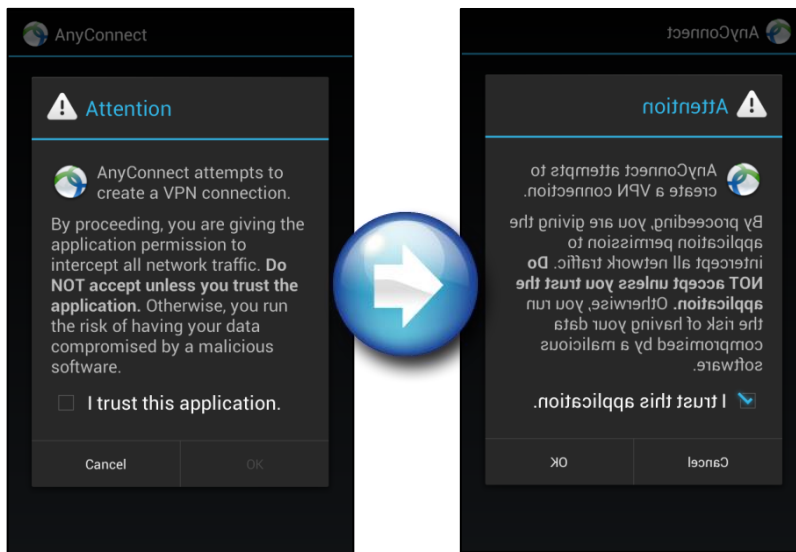 AnyConnect
Attention
AnyConnect attempts to
create a VPN connection.
By proceeding, you are giving the
application permission to
intercept all network traffic. Do
NOT accept unless you trust the
application. Otherwise, you run
the risk of having your data
compromised by a malicious
software.
I trust this application.
Cancel OK
AnyConnect
Attention
AnyConnect attempts to
create a VPN connection.
By proceeding, you are giving the
application permission to
intercept all network traffic. Do
NOT accept unless you trust the
application. Otherwise, you run
the risk of having your data
compromised by a malicious
software.
I trust this application.
Cancel OK